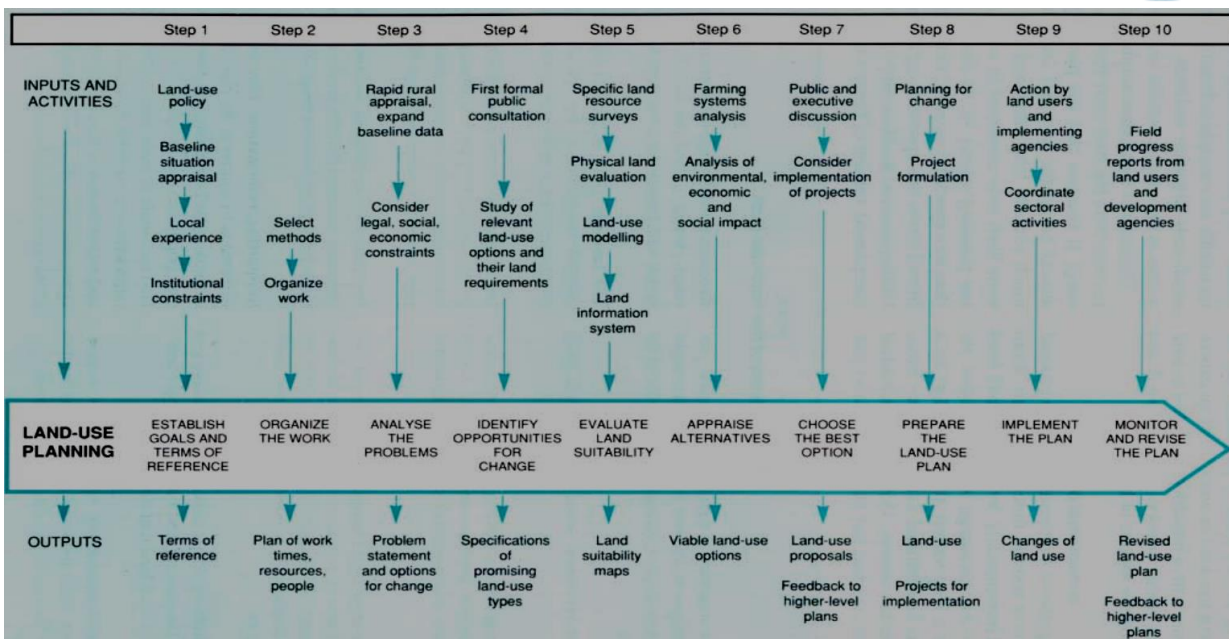 Step 1 Step 2 Step 3 Step 4 Step 5 Step 6 Step 7 Step 8 Step 9 Step 10
INPUTS AND
ACTIVITIES
Land-use
policy
Baseline
situation
appraisal
Local
experience
Institutional
constraints
Select
methods
Organize
work
Rapid rural
appraisal,
expand
baseline data
Consider
legal, social,
economic
constraints
First formal
public
consultation
Study of
relevant
land-use
options and
their land
requirements
Specific land
resource
surveys
Physical land
evaluation
Land-use
modelling
Land
information
system
Farming
systems
analysis
Analysis of
environmental,
economic
and
social impact
Public and
executive
discussion
Consider
implementation
of projects
Planning for
change
Project
formulation
Action by
land users
and
implementing
agencies
Coordinate
sectoral
activities
Field
progress
reports from
land users
and
development
agencies
LAND-USE
PLANNING
ESTABLISH
GOALS AND
TERMS OF
REFERENCE
ORGANIZE
THE WORK
ANALYSE
THE
PROBLEMS
IDENTIFY
OPPORTUNITIES
FOR
CHANGE
EVALUATE
LAND
SUITABILITY
APPRAISE
ALTERNATIVES
CHOOSE
THE BEST
OPTION
PREPARE
THE
LAND-USE
PLAN
IMPLEMENT
THE PLAN
MONITOR
AND REVISE
THE PLAN
OUTPUTS
Terms of
reference
Plan of work
times,
resources,
people
Problem
statement
and options
for change
Specifications
of
promising
land-use
types
Land
suitability
maps
Viable land-use
options
Land-use
proposals
Feedback to
higher-level
plans
Land-use
Projects for
implementation
Changes of
land use
Revised
land-use
plan
Feedback to
higher-level
plans